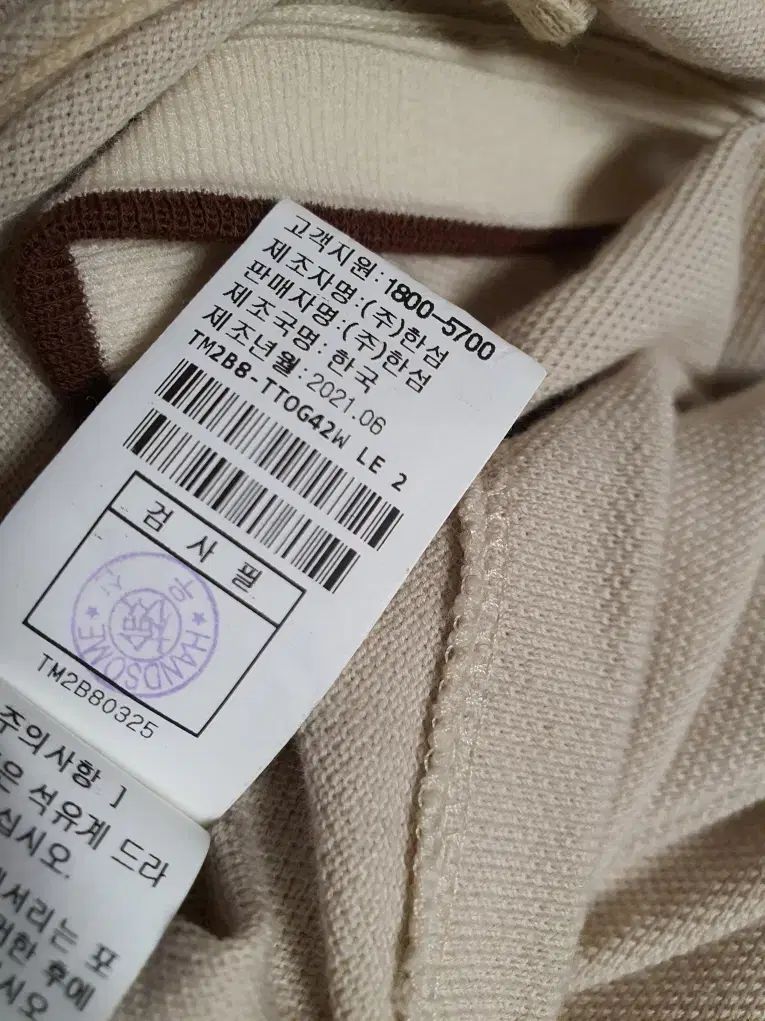 고객지원:1800-5700
제조자명:(주)한섬
판매자명:(주)한섬
제조국명:한국
제조년월:2021.06
TM2B8-TTOG42W LE 2
검 사 필
HANDSOME
TM2B80325
주의사항 ]
은 석유계 드라
십시오.
서리는 포
한 후에
시오